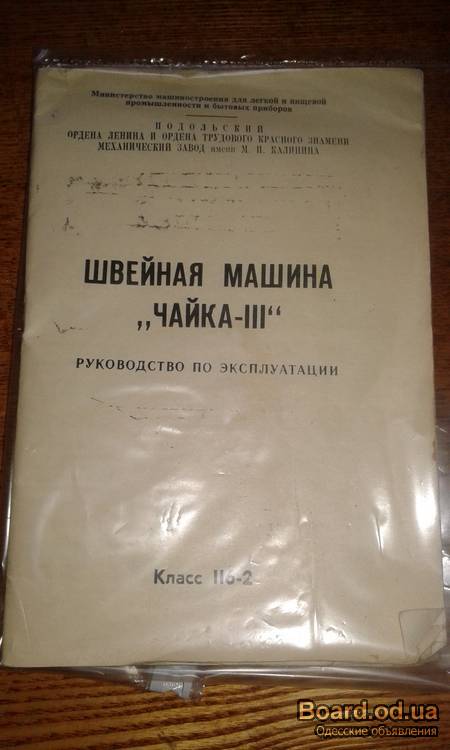 Министерство машиностроения для легкой и пищевой
промышленности и бытовых приборов
ПОДОЛЬСКИЙ
ОРДЕНА ЛЕНИНА И ОРДЕНА ТРУДОВОГО КРАСНОГО ЗНАМЕНИ
МЕХАНИЧЕСКИЙ ЗАВОД имени М. И. КАЛИНИНА
ШВЕЙНАЯ МАШИНА
„ЧАЙКА-III“
РУКОВОДСТВО ПО ЭКСПЛУАТАЦИИ
Класс 116-2
Board.od.ua
Одесские объявления